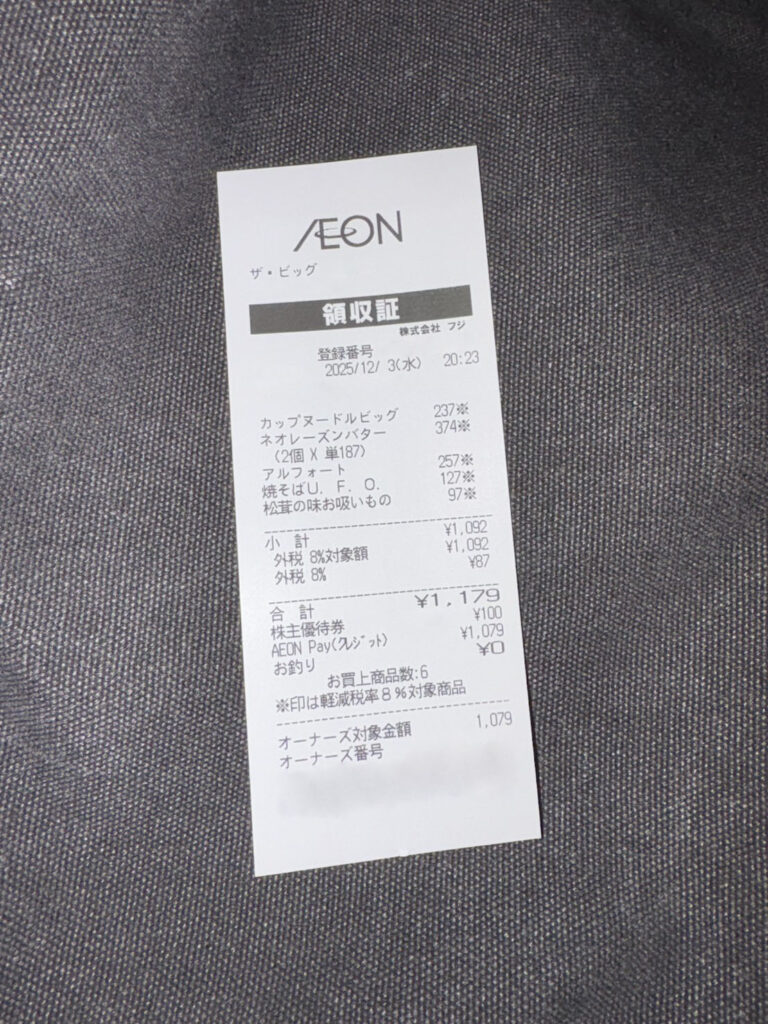 ÆON
ザ・ビッグ
領収証
株式会社 フジ
登録番号
2025/12/ 3(水) 20:23
カップヌードルビッグ 237※
ネオレーズンバター 374※
(2個 X 単187)
アルフォート 257※
焼そばU. F. O. 127※
松茸の味お吸いもの 97※
小 計 ¥1,092
外税 8%対象額 ¥1,092
外税 8% ¥87
合 計 ¥1,179
株主優待券 ¥100
AEON Pay(クレジット) ¥1,079
お釣り ¥0
お買上商品数:6
※印は軽減税率8%対象商品
オーナーズ対象金額 1,079
オーナーズ番号